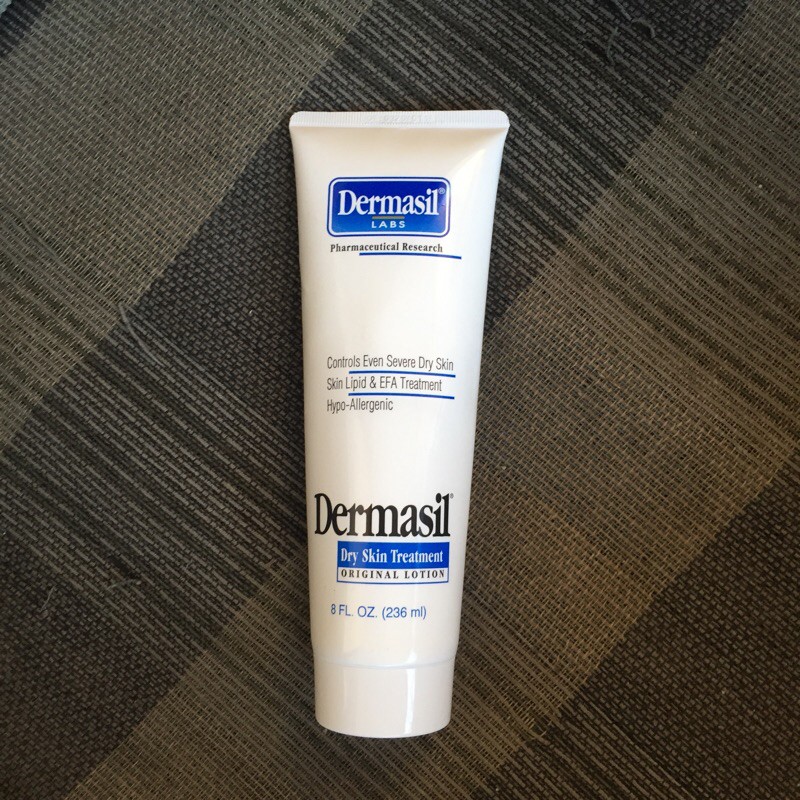 Dermasil®
LABS
Pharmaceutical Research
Controls Even Severe Dry Skin
Skin Lipid & EFA Treatment
Hypo-Allergenic
Dermasil®
Dry Skin Treatment
ORIGINAL LOTION
8 FL. OZ. (236 ml)